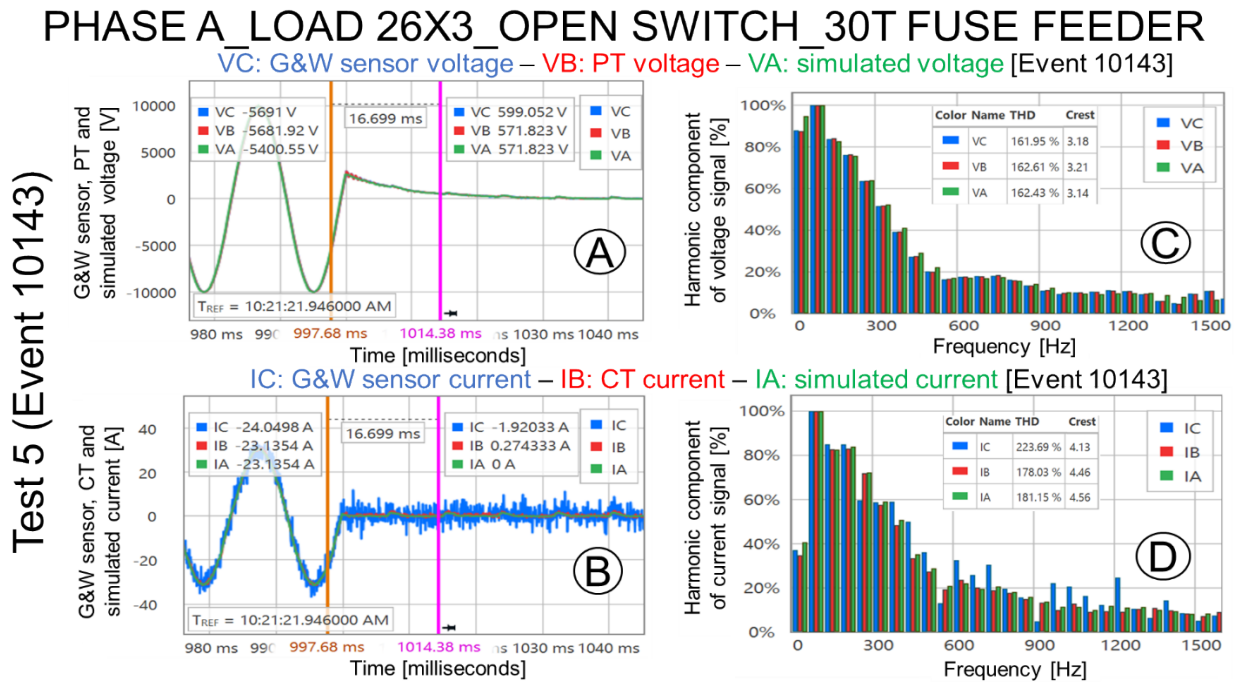 PHASE A_LOAD 26X3_OPEN SWITCH_30T FUSE FEEDER
VC: G&W sensor voltage – VB: PT voltage – VA: simulated voltage [Event 10143]
Test 5 (Event 10143)
G&W sensor, PT and
simulated voltage [V]
10000
5000
0
-5000
-10000
VC -5691 V
VB -5681.92 V
VA -5400.55 V
16.699 ms
VC 599.052 V
VB 571.823 V
VA 571.823 V
VC
VB
VA
A
TREF = 10:21:21.946000 AM
980 ms
997.68 ms
1014.38 ms
1030 ms
1040 ms
Time [milliseconds]
Harmonic component
of voltage signal [%]
100%
80%
60%
40%
20%
0%
Color Name THD Crest
VC 161.95 % 3.18
VB 162.61 % 3.21
VA 162.43 % 3.14
VC
VB
VA
C
0 300 600 900 1200 1500
Frequency [Hz]
IC: G&W sensor current – IB: CT current – IA: simulated current [Event 10143]
G&W sensor, CT and
simulated current [A]
40
20
0
-20
-40
IC -24.0498 A
IB -23.1354 A
IA -23.1354 A
16.699 ms
IC -1.92033 A
IB 0.274333 A
IA 0 A
IC
IB
IA
B
TREF = 10:21:21.946000 AM
980 ms
997.68 ms
1014.38 ms
1030 ms
1040 ms
Time [milliseconds]
Harmonic component
of current signal [%]
100%
80%
60%
40%
20%
0%
Color Name THD Crest
IC 223.69 % 4.13
IB 178.03 % 4.46
IA 181.15 % 4.56
IC
IB
IA
D
0 300 600 900 1200 1500
Frequency [Hz]